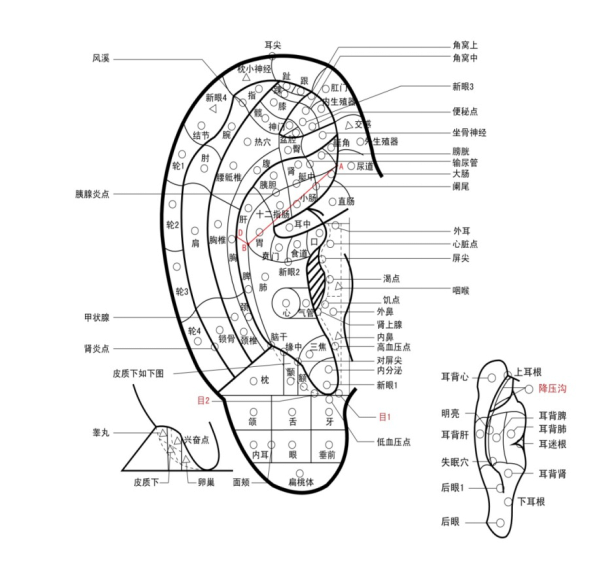 耳尖
风溪
枕小神经
趾
跟
角窝上
角窝中
肛门
内生殖器
新眼3
新眼4
指
踝
膝
髋
神门
便秘点
交感
结节
腕
热穴
盆腔
臀
坐骨神经
外生殖器
直角
膀胱
肘
轮1
腰骶椎
腹
肾
A
尿道
输尿管
大肠
胰腺炎点
胰胆
脏中
小肠
阑尾
直肠
轮2
肝
十二指肠
耳中
外耳
肩
胸椎
D
胃
口
心脏点
B
贲门
食道
屏尖
胸
新眼2
渴点
脾
肺
咽喉
轮3
饥点
心
气管
外鼻
甲状腺
颈
肾上腺
轮4
锁骨
颈椎
脑干
内鼻
肾炎点
缘中
三焦
高血压点
对屏尖
皮质下如下图
枕
颞
额
内分泌
新眼1
目2
目1
颌
舌
牙
低血压点
内耳
眼
垂前
面颊
扁桃体
睾丸
兴奋点
皮质下
卵巢
耳背心
上耳根
降压沟
明亮
耳背脾
耳背肝
耳背肺
耳迷根
失眠穴
耳背肾
后眼1
下耳根
后眼